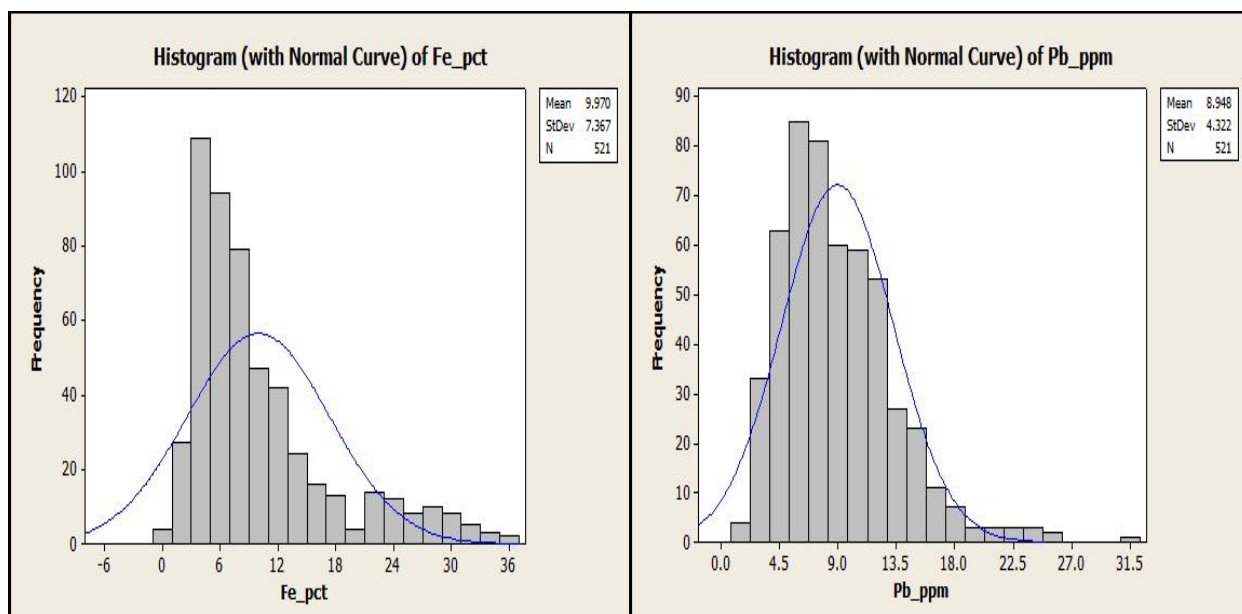 Histogram (with Normal Curve) of Fe_pct
Mean 9.970
StDev 7.367
N 521
120
100
80
60
40
20
0
Frequency
-6 0 6 12 18 24 30 36
Fe_pct
Histogram (with Normal Curve) of Pb_ppm
Mean 8.948
StDev 4.322
N 521
90
80
70
60
50
40
30
20
10
0
Frequency
0.0 4.5 9.0 13.5 18.0 22.5 27.0 31.5
Pb_ppm